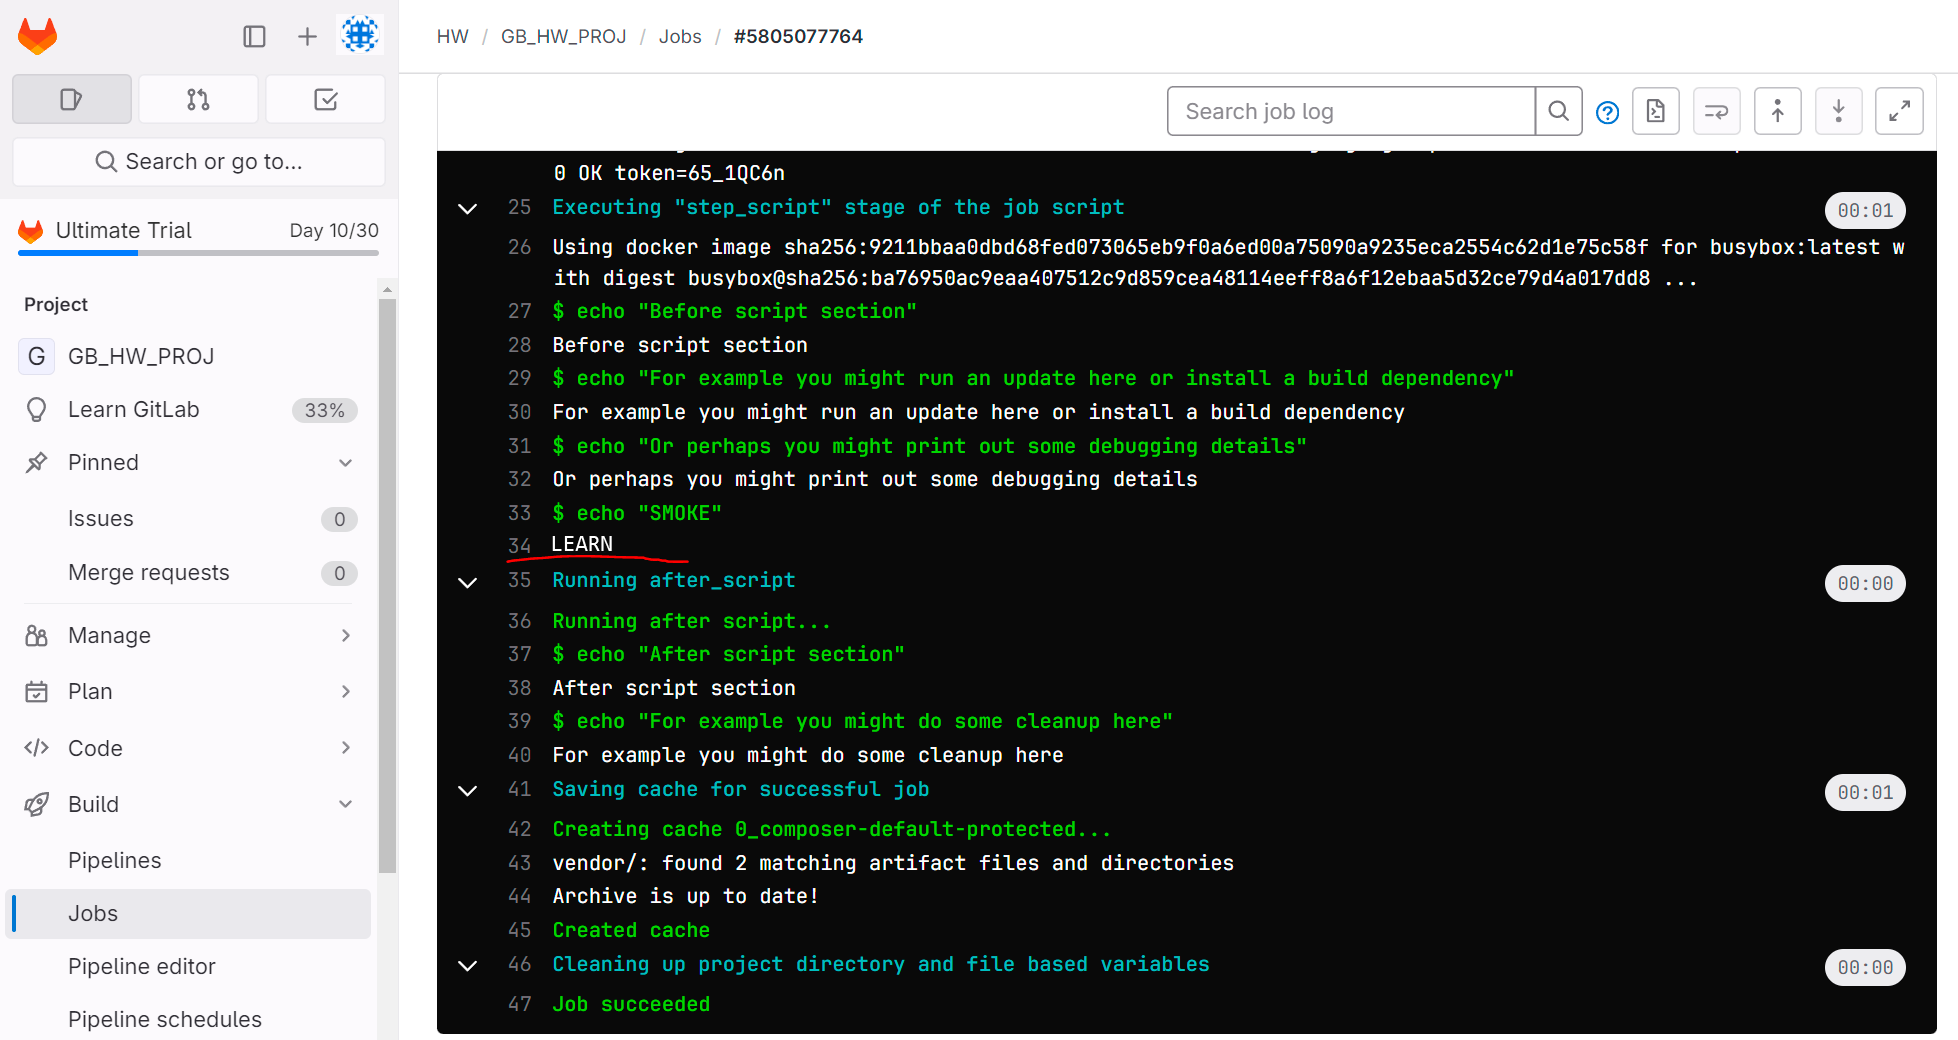 HW / GB_HW_PROJ / Jobs / #5805077764
Search or go to...
Ultimate Trial Day 10/30
Project
G GB_HW_PROJ
Learn GitLab 33%
Pinned
Issues 0
Merge requests 0
Manage
Plan
Code
Build
Pipelines
Jobs
Pipeline editor
Pipeline schedules
Search job log
0 OK token=65_1QC6n
25 Executing "step_script" stage of the job script 00:01
26 Using docker image sha256:9211bbaa0dbd68fed073065eb9f0a6ed00a75090a9235eca2554c62d1e75c58f for busybox:latest w
ith digest busybox@sha256:ba76950ac9eaa407512c9d859cea48114eeff8a6f12ebaa5d32ce79d4a017dd8 ...
27 $ echo "Before script section"
28 Before script section
29 $ echo "For example you might run an update here or install a build dependency"
30 For example you might run an update here or install a build dependency
31 $ echo "Or perhaps you might print out some debugging details"
32 Or perhaps you might print out some debugging details
33 $ echo "SMOKE"
34 LEARN
35 Running after_script 00:00
36 Running after script...
37 $ echo "After script section"
38 After script section
39 $ echo "For example you might do some cleanup here"
40 For example you might do some cleanup here
41 Saving cache for successful job 00:01
42 Creating cache 0_composer-default-protected...
43 vendor/: found 2 matching artifact files and directories
44 Archive is up to date!
45 Created cache
46 Cleaning up project directory and file based variables 00:00
47 Job succeeded